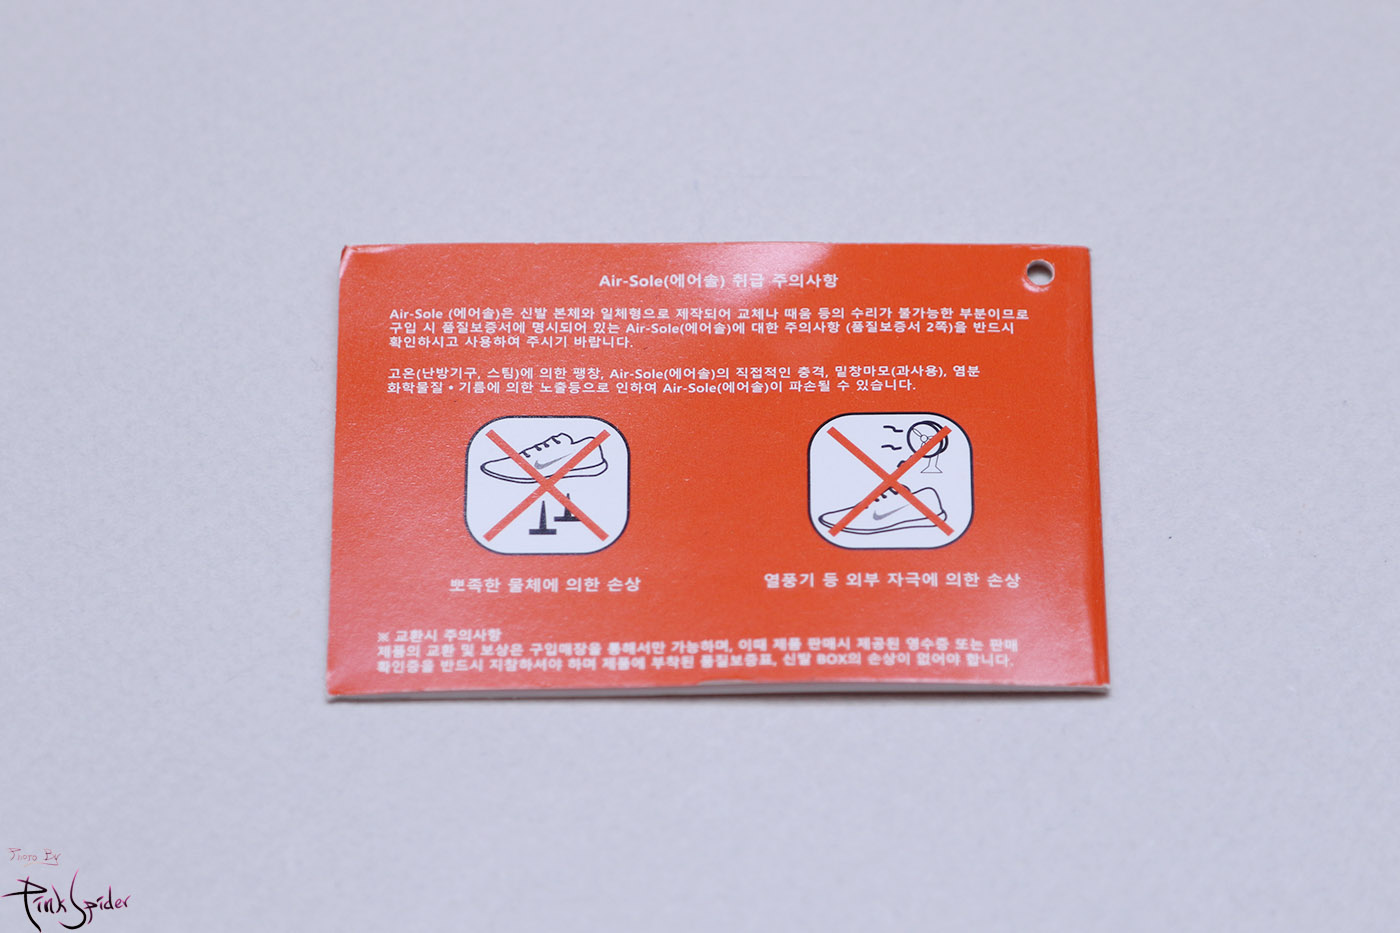 Air-Sole(에어솔) 취급 주의사항
Air-Sole (에어솔)은 신발 본체와 일체형으로 제작되어 교체나 때움 등의 수리가 불가능한 부분이므로
구입 시 품질보증서에 명시되어 있는 Air-Sole(에어솔)에 대한 주의사항 (품질보증서 2쪽)을 반드시
확인하시고 사용하여 주시기 바랍니다.
고온(난방기구, 스팀)에 의한 팽창, Air-Sole(에어솔)의 직접적인 충격, 밑창마모(과사용), 염분
화학물질 • 기름에 의한 노출등으로 인하여 Air-Sole(에어솔)이 파손될 수 있습니다.
뾰족한 물체에 의한 손상
열풍기 등 외부 자극에 의한 손상
※ 교환시 주의사항
제품의 교환 및 보상은 구입매장을 통해서만 가능하며, 이때 제품 판매시 제공된 영수증 또는 판매
확인증을 반드시 지참하셔야 하며 제품에 부착된 품질보증표, 신발 BOX의 손상이 없어야 합니다.
Photo By
PinkSpider